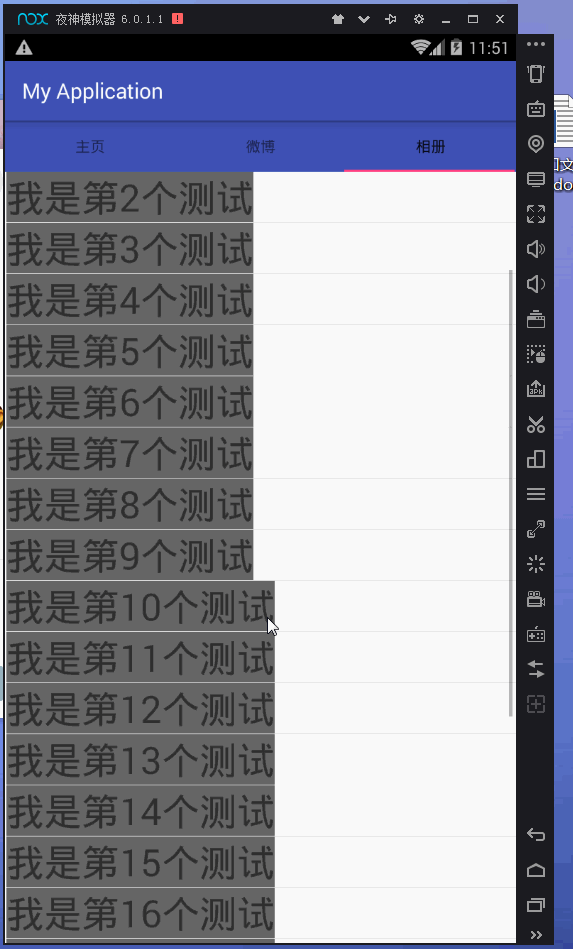 nox 夜神模拟器 6.0.1.1
11:51
My Application
主页 微博 相册
我是第2个测试
我是第3个测试
我是第4个测试
我是第5个测试
我是第6个测试
我是第7个测试
我是第8个测试
我是第9个测试
我是第10个测试
我是第11个测试
我是第12个测试
我是第13个测试
我是第14个测试
我是第15个测试
我是第16个测试